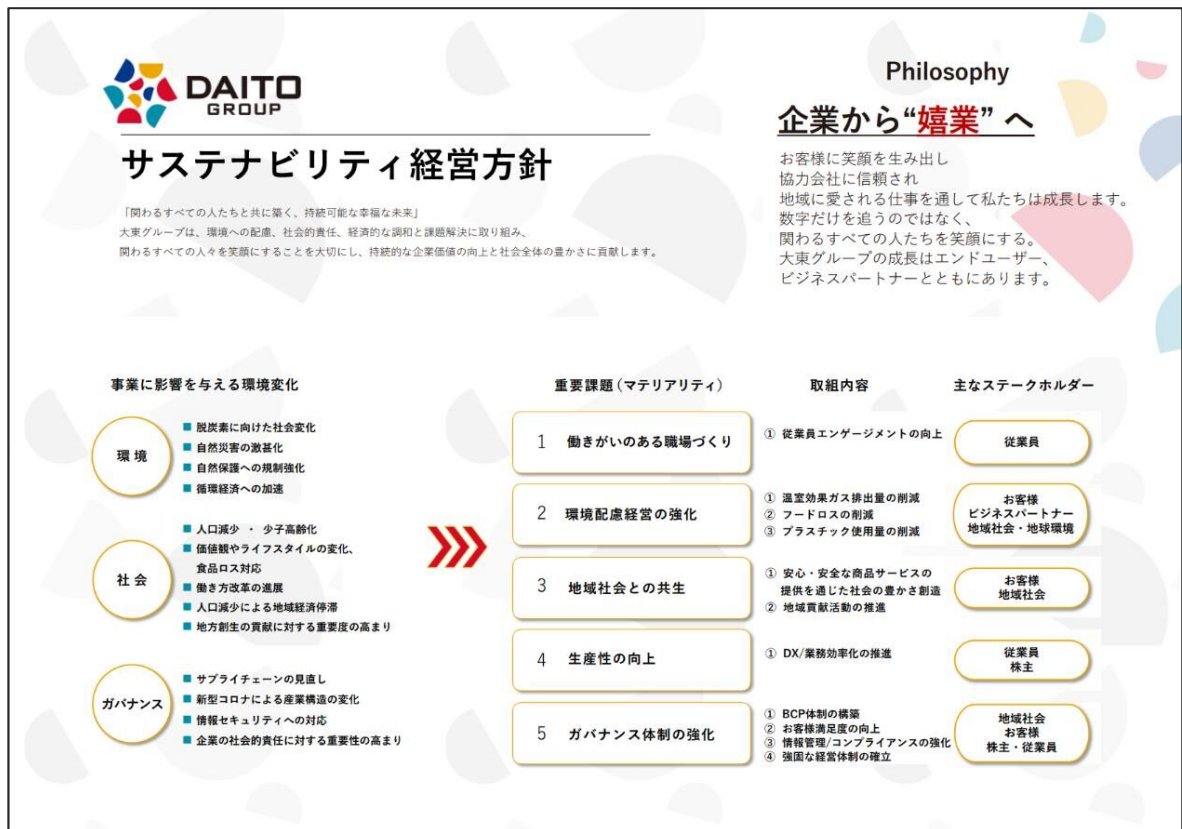 DAITO
GROUP
サステナビリティ経営方針
「関わるすべての人たちと共に築く、持続可能な幸福な未来」
大東グループは、環境への配慮、社会的責任、経済的な調和と課題解決に取り組み、
関わるすべての人々を笑顔にすることを大切にし、持続的な企業価値の向上と社会全体の豊かさに貢献します。
Philosophy
企業から“嬉業” へ
お客様に笑顔を生み出し
協力会社に信頼され
地域に愛される仕事を通して私たちは成長します。
数字だけを追うのではなく、
関わるすべての人たちを笑顔にする。
大東グループの成長はエンドユーザー、
ビジネスパートナーとともにあります。
事業に影響を与える環境変化
環 境
■ 脱炭素に向けた社会変化
■ 自然災害の激甚化
■ 自然保護への規制強化
■ 循環経済への加速
社 会
■ 人口減少 ・ 少子高齢化
■ 価値観やライフスタイルの変化、
食品ロス対応
■ 働き方改革の進展
■ 人口減少による地域経済停滞
■ 地方創生の貢献に対する重要度の高まり
ガバナンス
■ サプライチェーンの見直し
■ 新型コロナによる産業構造の変化
■ 情報セキュリティへの対応
■ 企業の社会的責任に対する重要性の高まり
重要課題（マテリアリティ）
取組内容
主なステークホルダー
1 働きがいのある職場づくり
① 従業員エンゲージメントの向上
従業員
2 環境配慮経営の強化
① 温室効果ガス排出量の削減
② フードロスの削減
③ プラスチック使用量の削減
お客様
ビジネスパートナー
地域社会・地球環境
3 地域社会との共生
① 安心・安全な商品サービスの
提供を通じた社会の豊かさ創造
② 地域貢献活動の推進
お客様
地域社会
4 生産性の向上
① DX/業務効率化の推進
従業員
株主
5 ガバナンス体制の強化
① BCP体制の構築
② お客様満足度の向上
③ 情報管理/コンプライアンスの強化
④ 強固な経営体制の確立
地域社会
お客様
株主・従業員